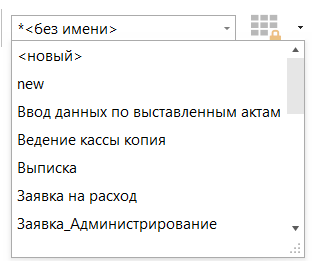 *<без имени>
<новый>
new
Ввод данных по выставленным актам
Ведение кассы копия
Выписка
Заявка на расход
Заявка_Администрирование